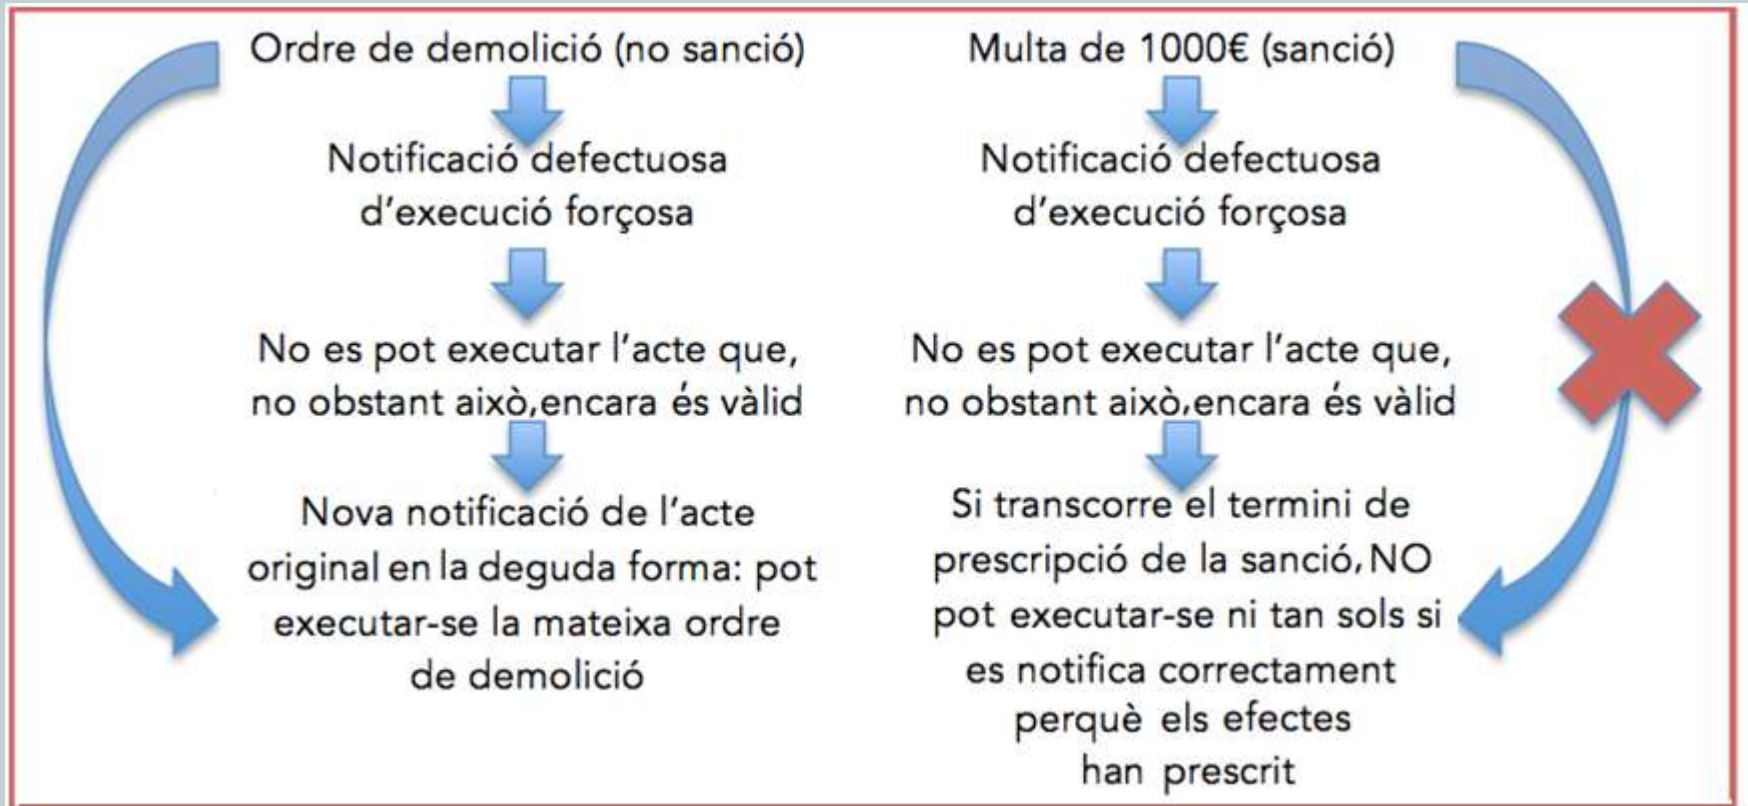 Ordre de demolició (no sanció)
Notificació defectuosa
d'execució forçosa
No es pot executar l'acte que,
no obstant això,encara és vàlid
Nova notificació de l'acte
original en la deguda forma: pot
executar-se la mateixa ordre
de demolició
Multa de 1000€ (sanció)
Notificació defectuosa
d'execució forçosa
No es pot executar l'acte que,
no obstant això,encara és vàlid
Si transcorre el termini de
prescripció de la sanció, NO
pot executar-se ni tan sols si
es notifica correctament
perquè els efectes
han prescrit